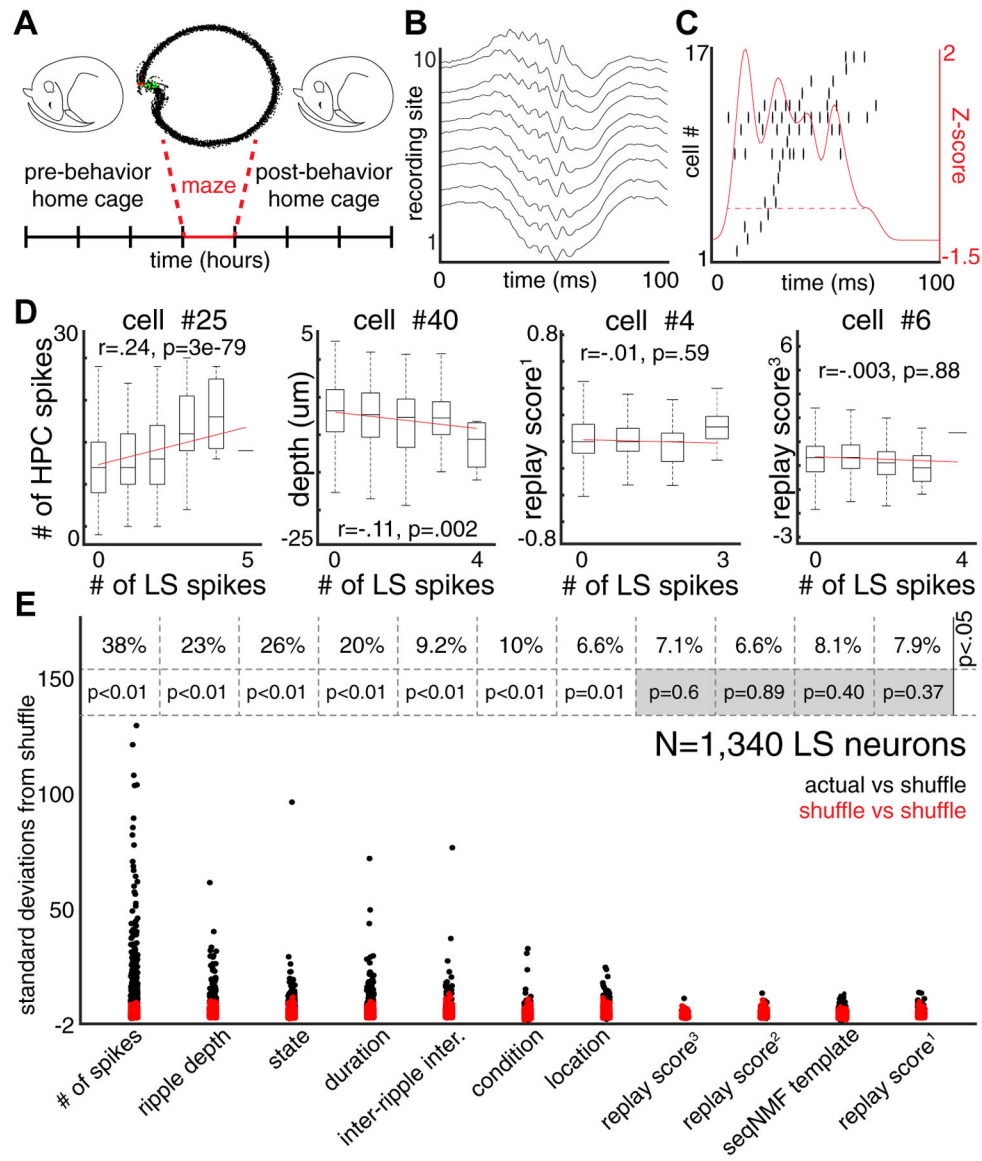 A
pre-behavior
home cage
maze
post-behavior
home cage
time (hours)
B
10
recording site
1
0
time (ms)
100
C
17
cell #
1
0
time (ms)
100
2
Z-score
-1.5
D
cell #25
r=.24, p=3e-79
30
# of HPC spikes
0
0
5
# of LS spikes
cell #40
5
depth (um)
-25
r=-.11, p=.002
0
4
# of LS spikes
cell #4
0.8
r=-.01, p=.59
replay score¹
-0.8
0
3
# of LS spikes
cell #6
6
r=-.003, p=.88
replay score³
-3
0
4
# of LS spikes
E
38% 23% 26% 20% 9.2% 10% 6.6% 7.1% 6.6% 8.1% 7.9%
p<.05
p<0.01 p<0.01 p<0.01 p<0.01 p<0.01 p<0.01 p=0.01 p=0.6 p=0.89 p=0.40 p=0.37
N=1,340 LS neurons
actual vs shuffle
shuffle vs shuffle
standard deviations from shuffle
150
100
50
-2
# of spikes
ripple depth
state
duration
inter-ripple inter.
condition
location
replay score³
replay score²
seqNMF template
replay score¹